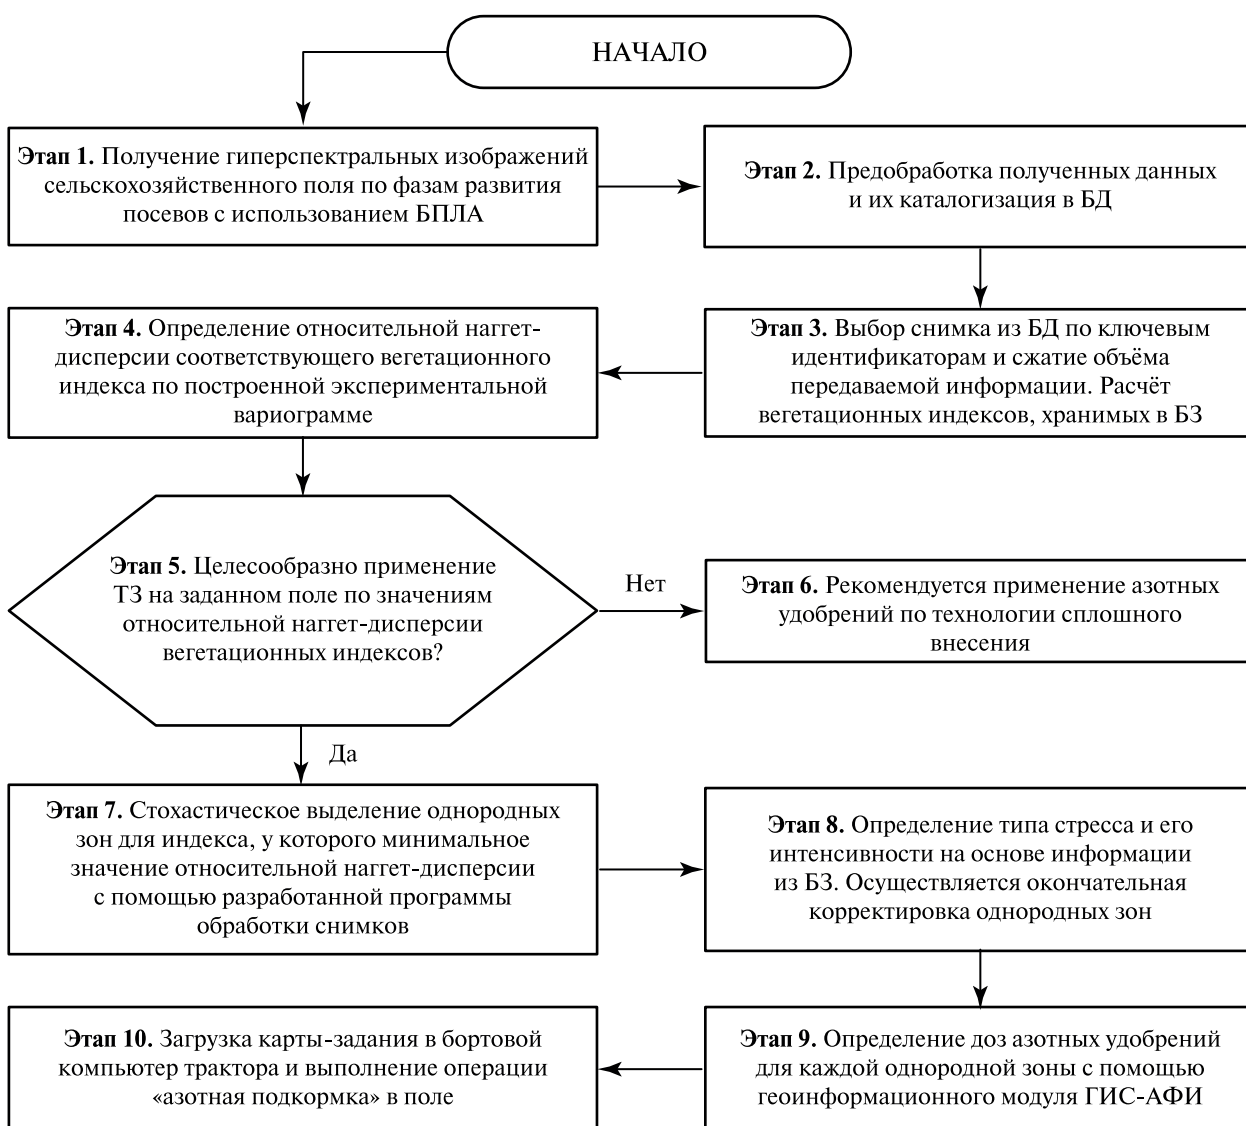 НАЧАЛО
Этап 1. Получение гиперспектральных изображений
сельскохозяйственного поля по фазам развития
посевов с использованием БПЛА
Этап 2. Предобработка полученных данных
и их каталогизация в БД
Этап 3. Выбор снимка из БД по ключевым
идентификаторам и сжатие объёма
передаваемой информации. Расчёт
вегетационных индексов, хранимых в БЗ
Этап 4. Определение относительной наггет-
дисперсии соответствующего вегетационного
индекса по построенной экспериментальной
вариограмме
Этап 5. Целесообразно применение
ТЗ на заданном поле по значениям
относительной наггет-дисперсии
вегетационных индексов?
Нет
Этап 6. Рекомендуется применение азотных
удобрений по технологии сплошного
внесения
Да
Этап 7. Стохастическое выделение однородных
зон для индекса, у которого минимальное
значение относительной наггет-дисперсии
с помощью разработанной программы
обработки снимков
Этап 8. Определение типа стресса и его
интенсивности на основе информации
из БЗ. Осуществляется окончательная
корректировка однородных зон
Этап 9. Определение доз азотных удобрений
для каждой однородной зоны с помощью
геоинформационного модуля ГИС-АФИ
Этап 10. Загрузка карты-задания в бортовой
компьютер трактора и выполнение операции
«азотная подкормка» в поле